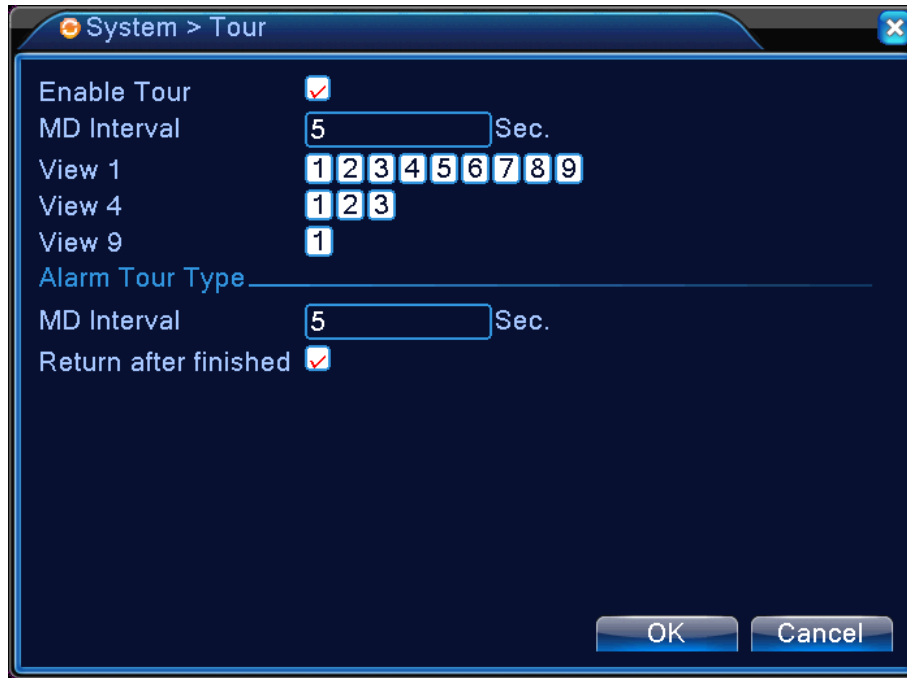 System > Tour
Enable Tour
MD Interval 5 Sec.
View 1 1 2 3 4 5 6 7 8 9
View 4 1 2 3
View 9 1
Alarm Tour Type
MD Interval 5 Sec.
Return after finished
OK Cancel